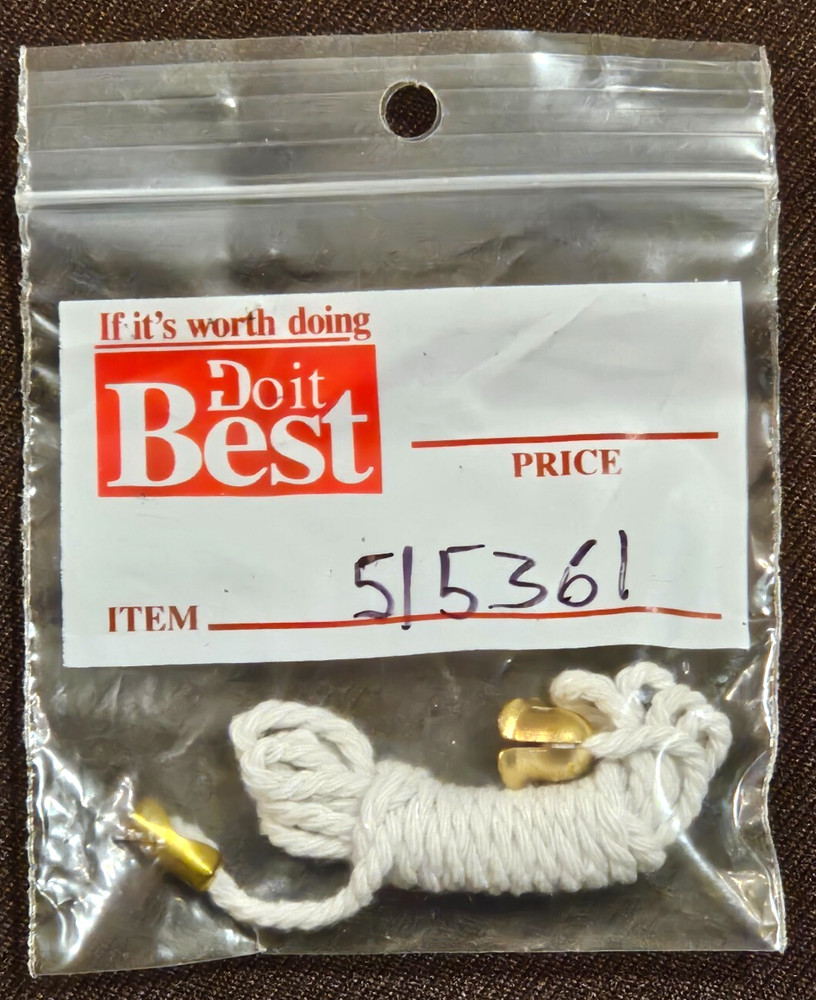 If it's worth doing
Do it
Best
PRICE
515361
ITEM